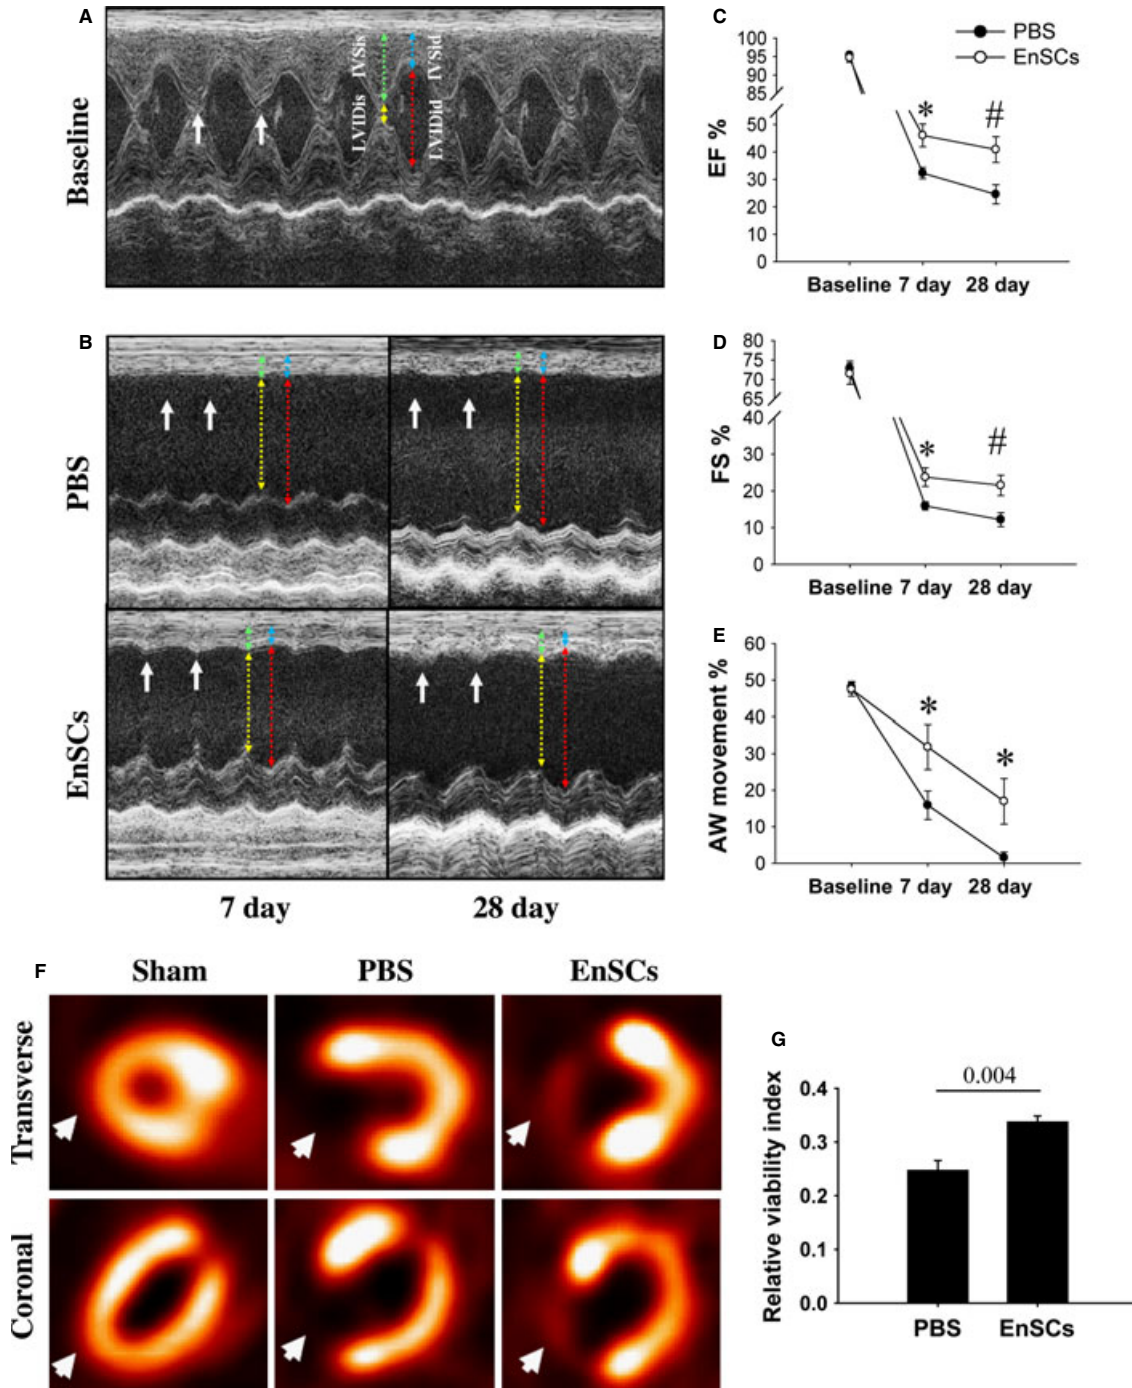 A
Baseline
IVSis
IVSid
LVIDis
LVIDid
B
PBS
EnSCs
7 day
28 day
C
PBS
EnSCs
EF %
100
95
90
85
50
40
30
20
10
0
*
#
Baseline 7 day 28 day
D
FS %
80
75
70
65
40
30
20
10
0
*
#
Baseline 7 day 28 day
E
AW movement %
60
50
40
30
20
10
0
*
*
Baseline 7 day 28 day
F
Sham PBS EnSCs
Transverse
Coronal
G
Relative viability index
0.4
0.3
0.2
0.1
0.0
0.004
PBS EnSCs